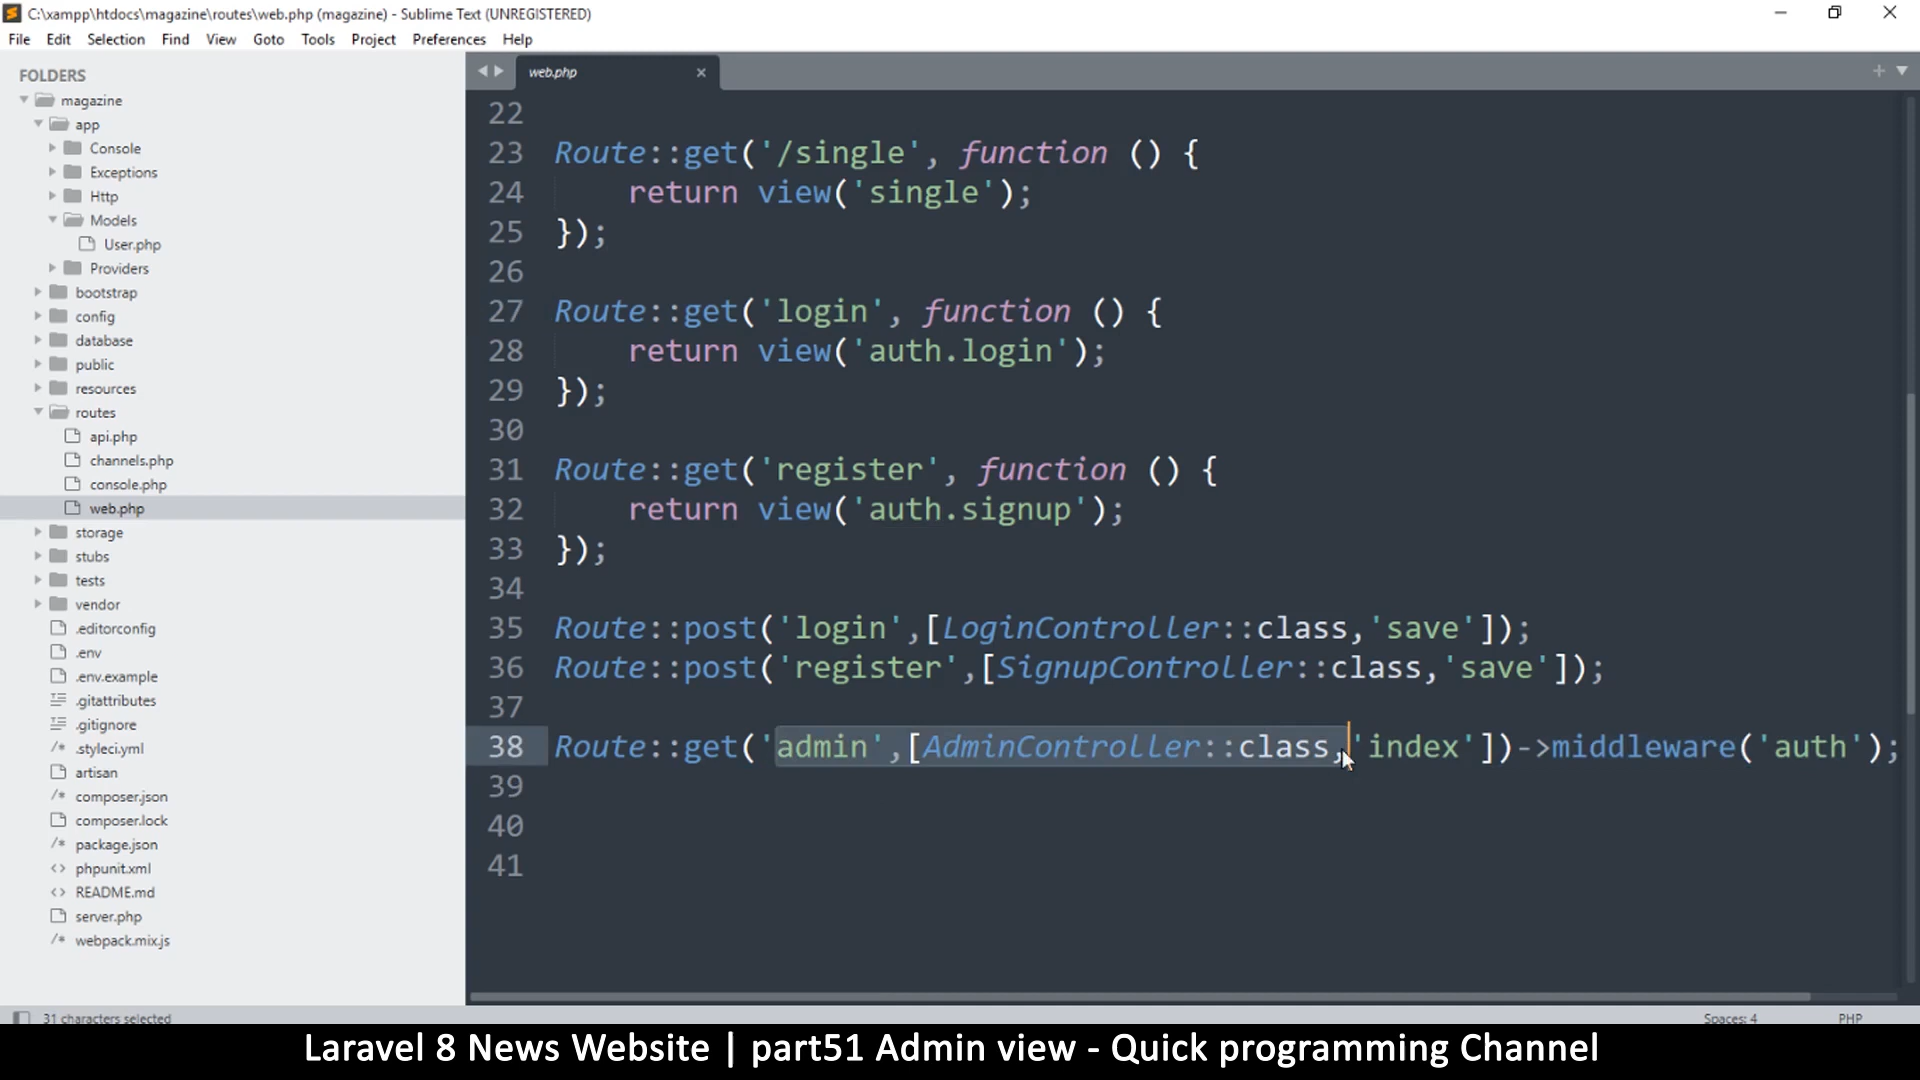 C:\xampp\htdocs\magazine\routes\web.php (magazine) - Sublime Text (UNREGISTERED)
File Edit Selection Find View Goto Tools Project Preferences Help
FOLDERS
magazine
app
Console
Exceptions
Http
Models
User.php
Providers
bootstrap
config
database
public
resources
routes
api.php
channels.php
console.php
web.php
storage
stubs
tests
vendor
.editorconfig
.env
.env.example
.gitattributes
.gitignore
/* .styleci.yml
artisan
/* composer.json
composer.lock
/* package.json
<> phpunit.xml
<> README.md
server.php
/* webpack.mix.js
web.php
22
23 Route::get('/single', function () {
24     return view('single');
25 });
26
27 Route::get('login', function () {
28     return view('auth.login');
29 });
30
31 Route::get('register', function () {
32     return view('auth.signup');
33 });
34
35 Route::post('login',[LoginController::class,'save']);
36 Route::post('register',[SignupController::class,'save']);
37
38 Route::get('admin',[AdminController::class,'index'])->middleware('auth');
39
40
41
31 characters selected
Spaces: 4 PHP
Laravel 8 News Website | part51 Admin view - Quick programming Channel